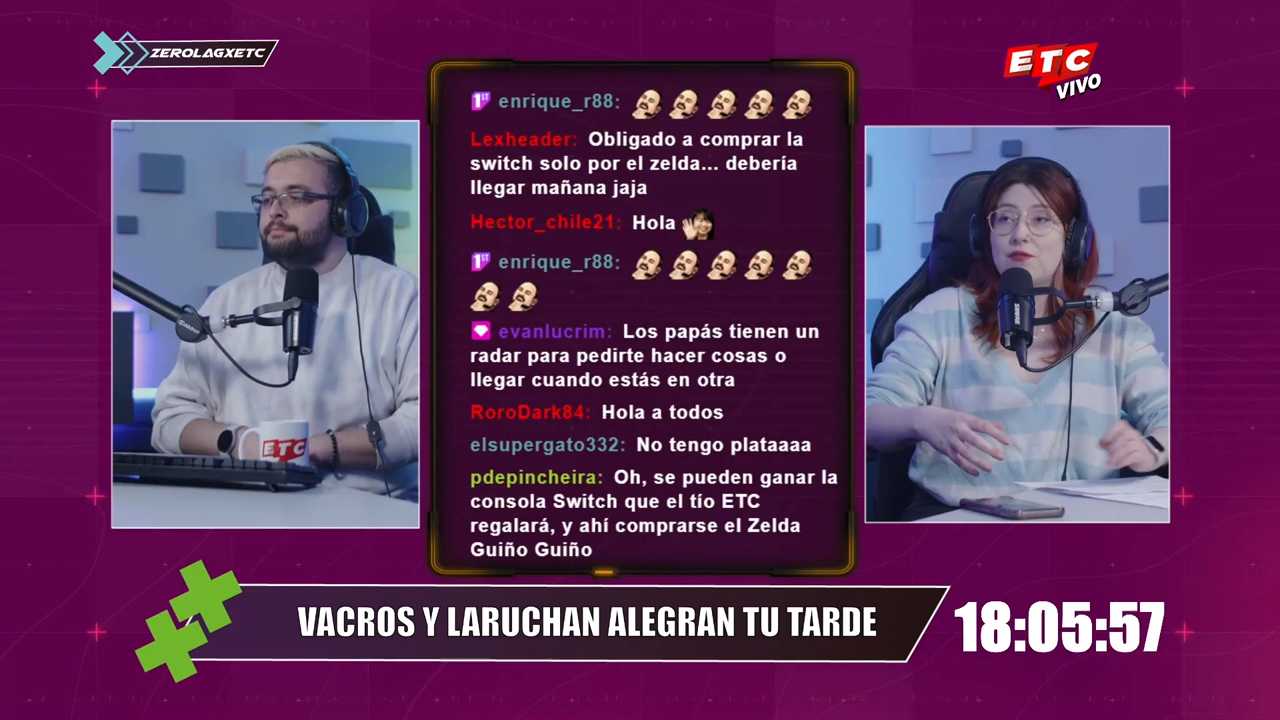 ZEROLAGXETC
ETC
VIVO
1ST enrique_r88:
Lexheader: Obligado a comprar la
switch solo por el zelda... debería
llegar mañana jaja
Hector_chile21: Hola
1ST enrique_r88:
evanlucrim: Los papás tienen un
radar para pedirte hacer cosas o
llegar cuando estás en otra
RoroDark84: Hola a todos
elsupergato332: No tengo plataaaa
pdepincheira: Oh, se pueden ganar la
consola Switch que el tío ETC
regalará, y ahí comprarse el Zelda
Guiño Guiño
ETC
VACROS Y LARUCHAN ALEGRAN TU TARDE
18:05:57